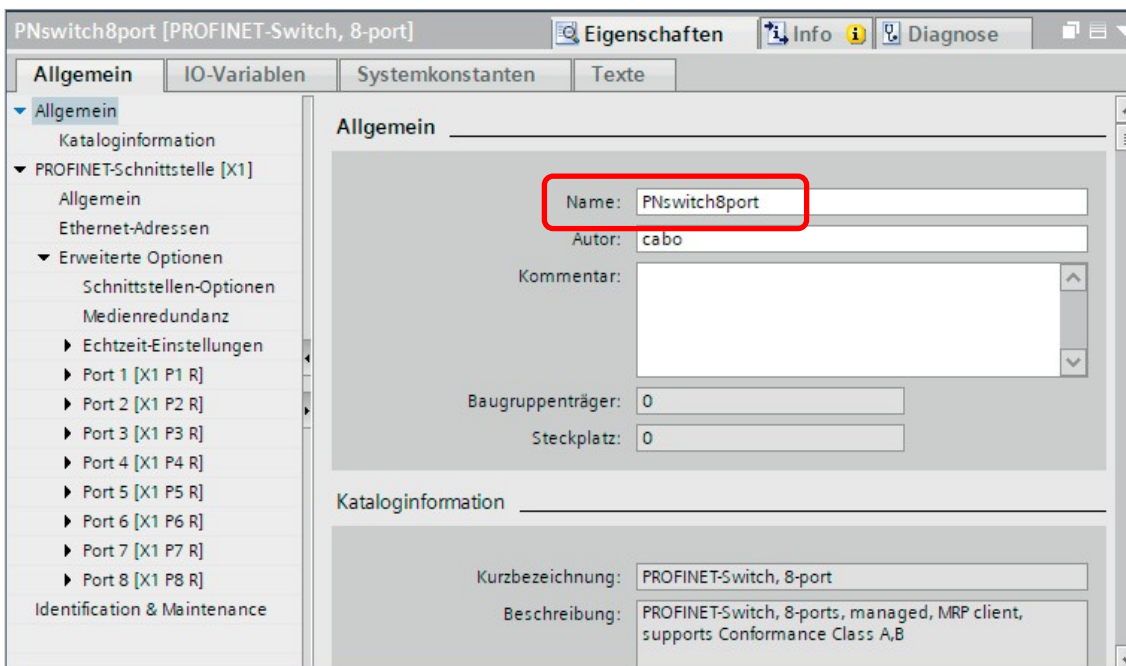 PNswitch8port [PROFINET-Switch, 8-port]
Eigenschaften
Info
Diagnose
Allgemein
IO-Variablen
Systemkonstanten
Texte
Allgemein
Kataloginformation
PROFINET-Schnittstelle [X1]
Allgemein
Ethernet-Adressen
Erweiterte Optionen
Schnittstellen-Optionen
Medienredundanz
Echtzeit-Einstellungen
Port 1 [X1 P1 R]
Port 2 [X1 P2 R]
Port 3 [X1 P3 R]
Port 4 [X1 P4 R]
Port 5 [X1 P5 R]
Port 6 [X1 P6 R]
Port 7 [X1 P7 R]
Port 8 [X1 P8 R]
Identification & Maintenance
Allgemein
Name: PNswitch8port
Autor: cabo
Kommentar:
Baugruppenträger: 0
Steckplatz: 0
Kataloginformation
Kurzbezeichnung: PROFINET-Switch, 8-port
Beschreibung: PROFINET-Switch, 8-ports, managed, MRP client,
supports Conformance Class A,B